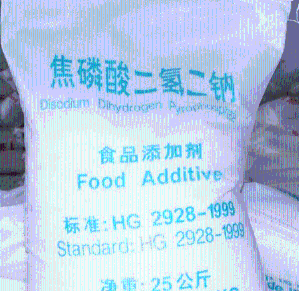 焦磷酸二氢二钠
Disodium Dihydrogen Pyrophosphate
食品添加剂
Food Additive
标准:HG 2928-1999
Standard: HG 2928-1999
净重:25公斤